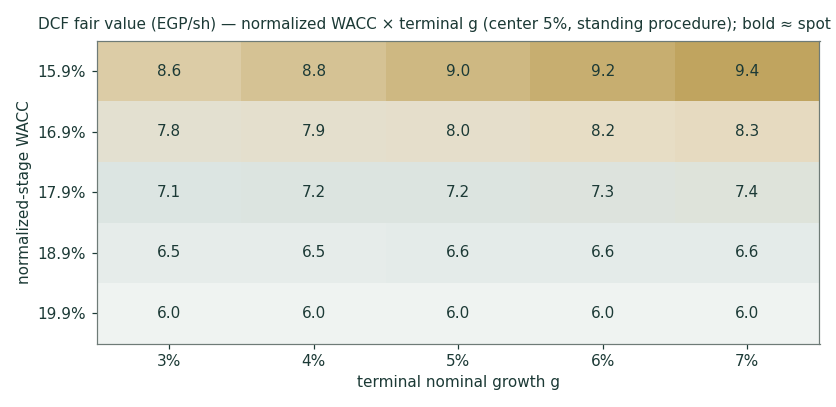 DCF fair value (EGP/sh) — normalized WACC × terminal g (center 5%, standing procedure); bold ≈ spot
normalized-stage WACC
15.9% 8.6 8.8 9.0 9.2 9.4
16.9% 7.8 7.9 8.0 8.2 8.3
17.9% 7.1 7.2 7.2 7.3 7.4
18.9% 6.5 6.5 6.6 6.6 6.6
19.9% 6.0 6.0 6.0 6.0 6.0
3% 4% 5% 6% 7%
terminal nominal growth g